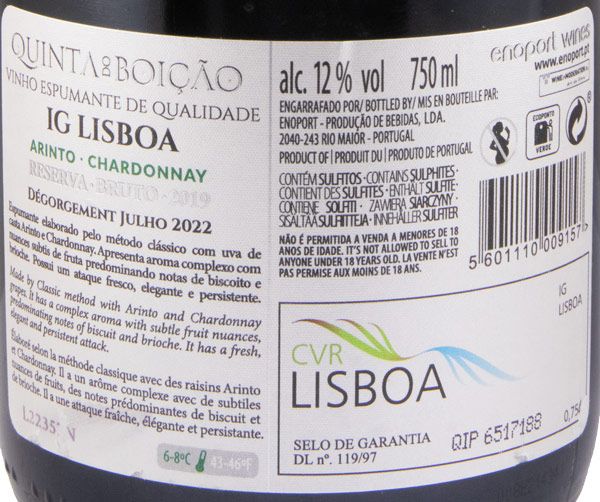 QUINTA DO BOIÇÃO
VINHO ESPUMANTE DE QUALIDADE
IG LISBOA
ARINTO · CHARDONNAY
RESERVA · BRUTO · 2019
DÉGORGEMENT JULHO 2022
Espumante elaborado pelo método clássico com uva de
casta Arinto e Chardonnay. Apresenta aroma complexo com
nuances subtis de fruta predominando notas de biscoito e
brioche. Possui um ataque fresco, elegante e persistente.
Made by Classic method with Arinto and Chardonnay
grapes. It has a complex aroma with subtle fruit nuances,
predominating notes of biscuit and brioche. It has a fresh,
elegant and persistent attack.
Élaboré selon la méthode classique avec des raisins Arinto
et Chardonnay. Il a un arôme complexe avec de subtiles
nuances de fruits, des notes prédominants de biscuit et
de brioche. Il a une attaque fraîche, élégante et persistante.
6-8ºC 43-46ºF
alc. 12 % vol 750 ml
ENGARRAFADO POR/ BOTTLED BY/ MIS EN BOUTEILLE PAR:
ENOPORT - PRODUÇÃO DE BEBIDAS, LDA.
2040-243 RIO MAIOR - PORTUGAL
PRODUCT OF | PRODUIT DU | PRODUTO DE PORTUGAL
CONTÉM SULFITOS · CONTAINS SULPHITES ·
CONTIENT DES SULFITES · ENTHÄLT SULFITE ·
CONTIENE SOLFITI · ZAWIERA SIARCZYNY ·
SISÄLTÄÄ SULFIITTEJA · INNEHÅLLER SULFITER
NÃO É PERMITIDA A VENDA A MENORES DE 18
ANOS DE IDADE. IT'S NOT ALLOWED TO SELL TO
ANYONE UNDER 18 YEARS OLD. LA VENTE N'EST
PAS PERMISE AUX MOINS DE 18 ANS.
enoport wines
www.enoport.pt
WINE in MODERATION
ECOPONTO
VERDE
5 601110 009157
CVR
LISBOA
IG
LISBOA
SELO DE GARANTIA
DL nº. 119/97
QIP 6517188
0,75ℓ